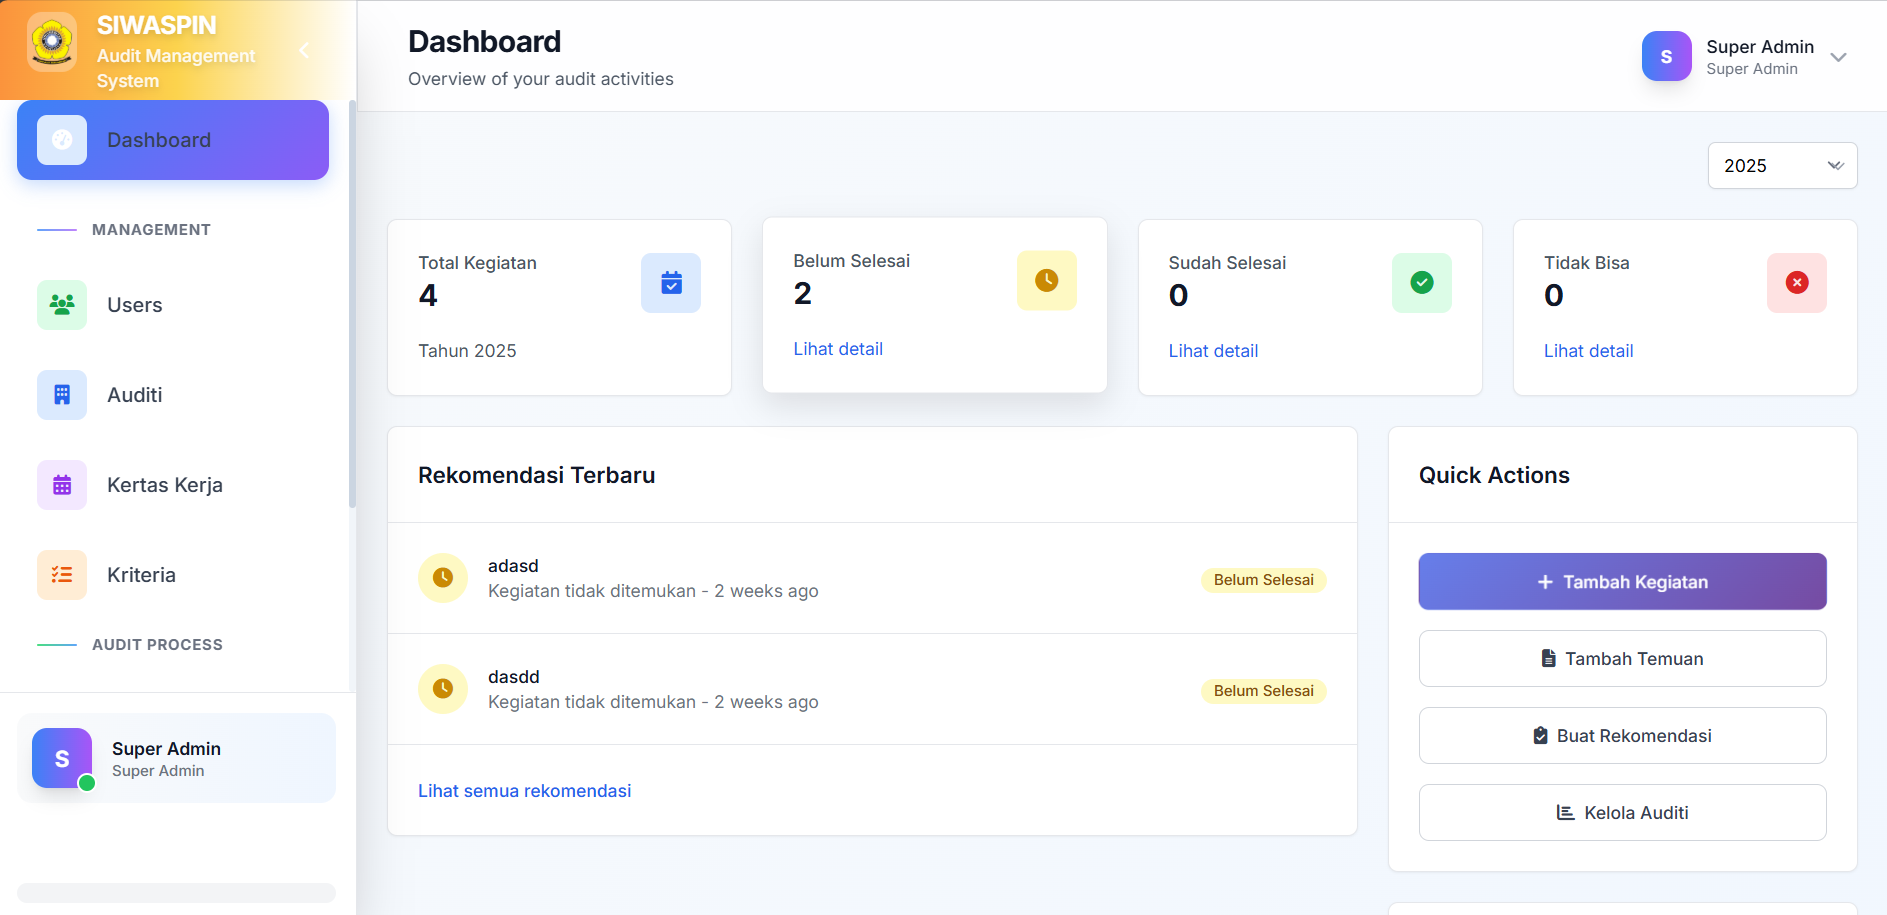 SIWASPIN
Audit Management
System
Dashboard
MANAGEMENT
Users
Auditi
Kertas Kerja
Kriteria
AUDIT PROCESS
S
Super Admin
Super Admin
Dashboard
Overview of your audit activities
S
Super Admin
Super Admin
2025
Total Kegiatan
4
Tahun 2025
Belum Selesai
2
Lihat detail
Sudah Selesai
0
Lihat detail
Tidak Bisa
0
Lihat detail
Rekomendasi Terbaru
adasd
Kegiatan tidak ditemukan - 2 weeks ago
Belum Selesai
dasdd
Kegiatan tidak ditemukan - 2 weeks ago
Belum Selesai
Lihat semua rekomendasi
Quick Actions
Tambah Kegiatan
Tambah Temuan
Buat Rekomendasi
Kelola Auditi